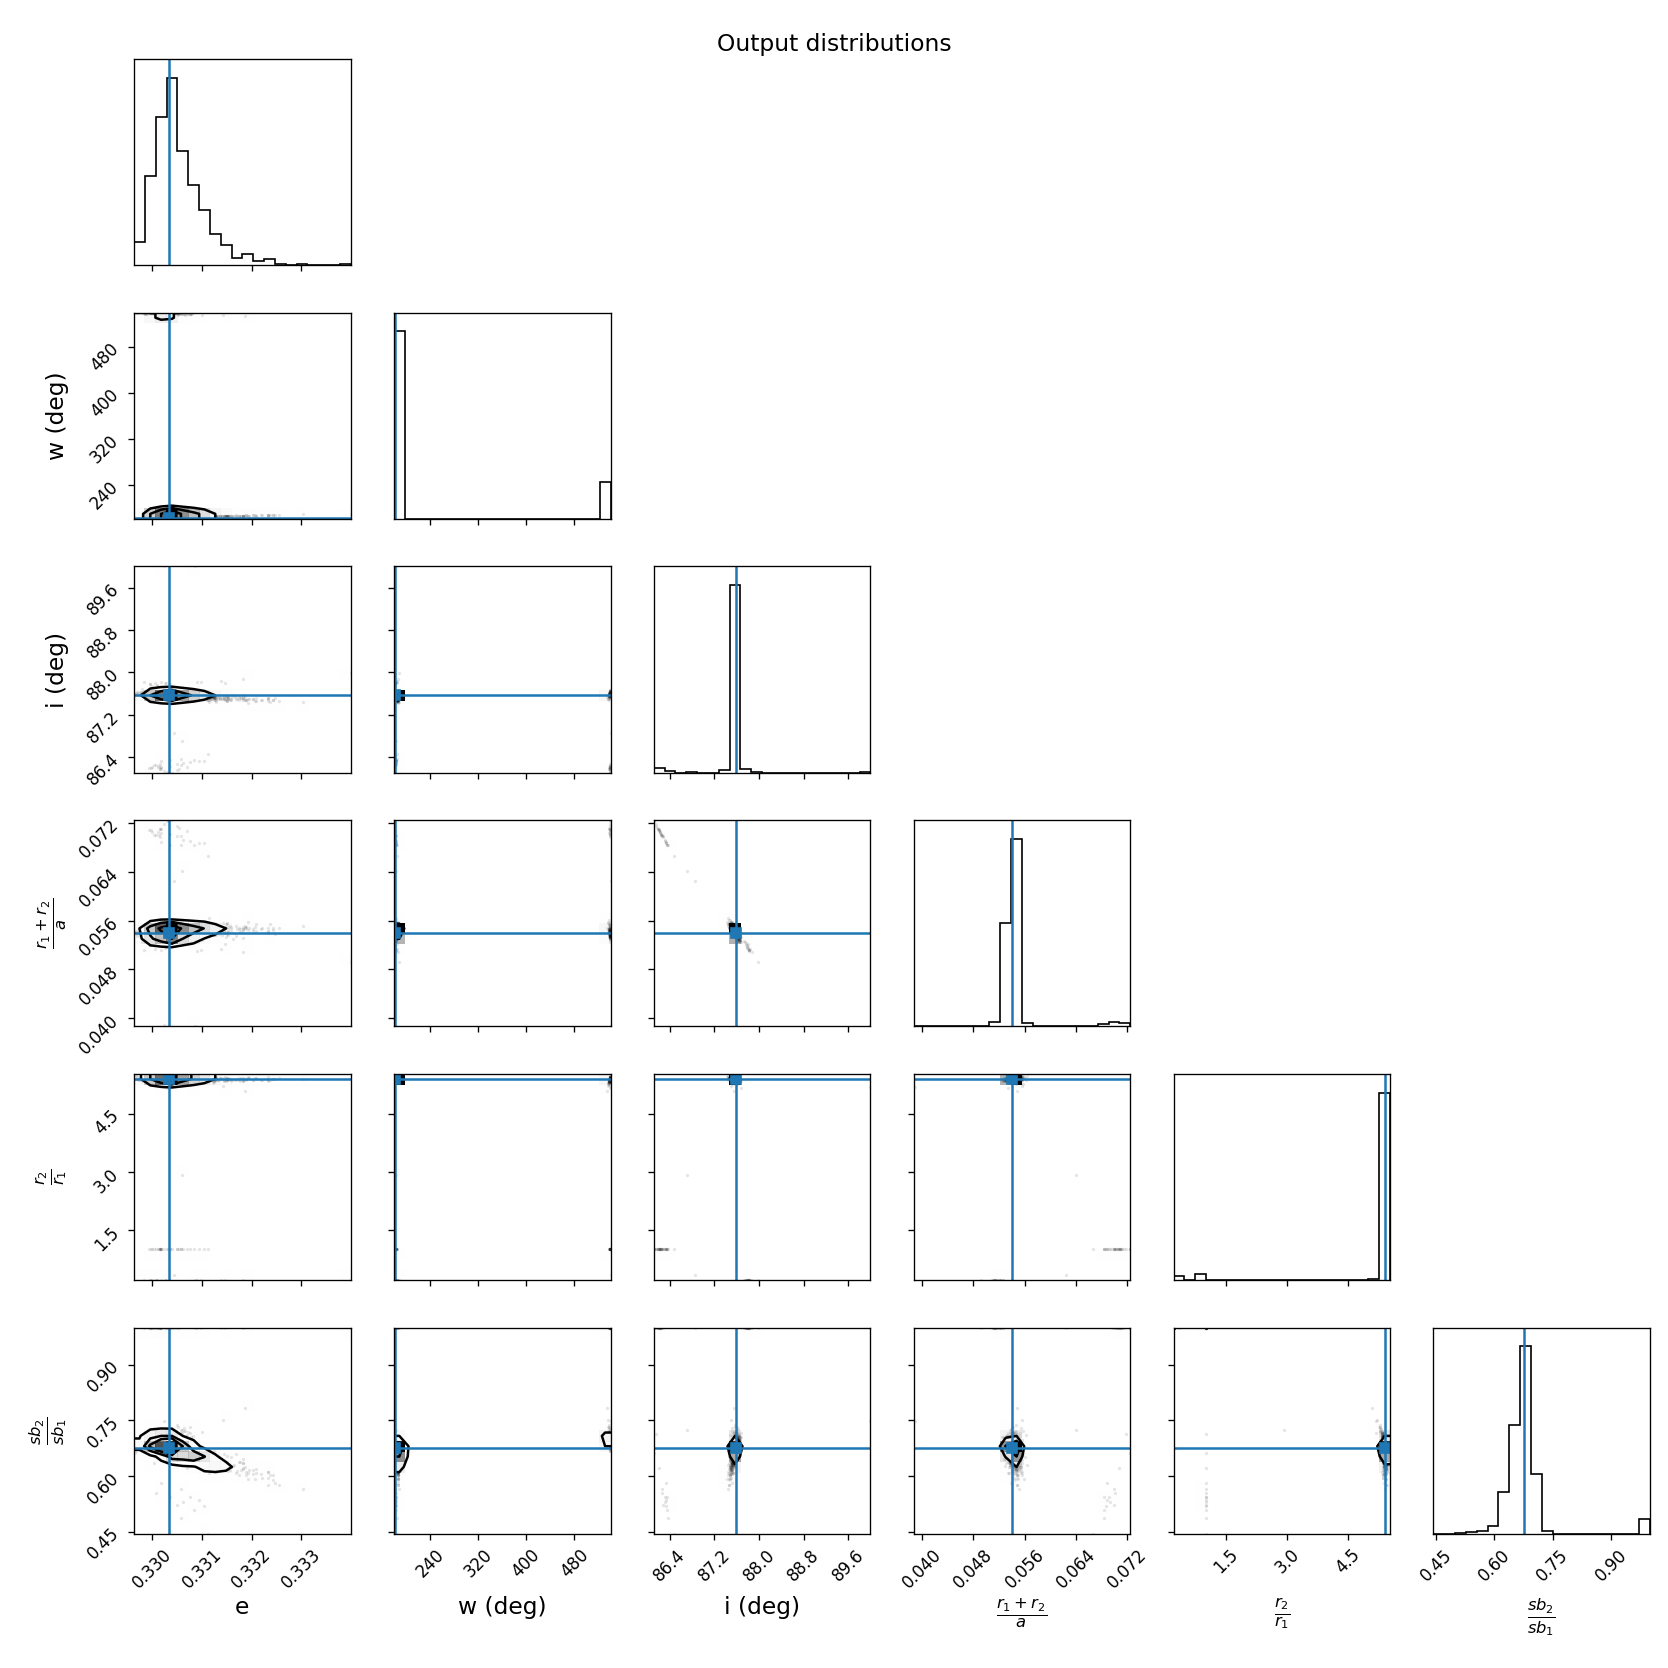 Output distributions
w (deg)
480
400
320
240
i (deg)
89.6
88.8
88.0
87.2
86.4
r₁ + r₂
a
0.072
0.064
0.056
0.048
0.040
r₂
r₁
4.5
3.0
1.5
sb₂
sb₁
0.90
0.75
0.60
0.45
0.330 0.331 0.332 0.333
e
240 320 400 480
w (deg)
86.4 87.2 88.0 88.8 89.6
i (deg)
0.040 0.048 0.056 0.064 0.072
r₁ + r₂
a
1.5 3.0 4.5
r₂
r₁
0.45 0.60 0.75 0.90
sb₂
sb₁